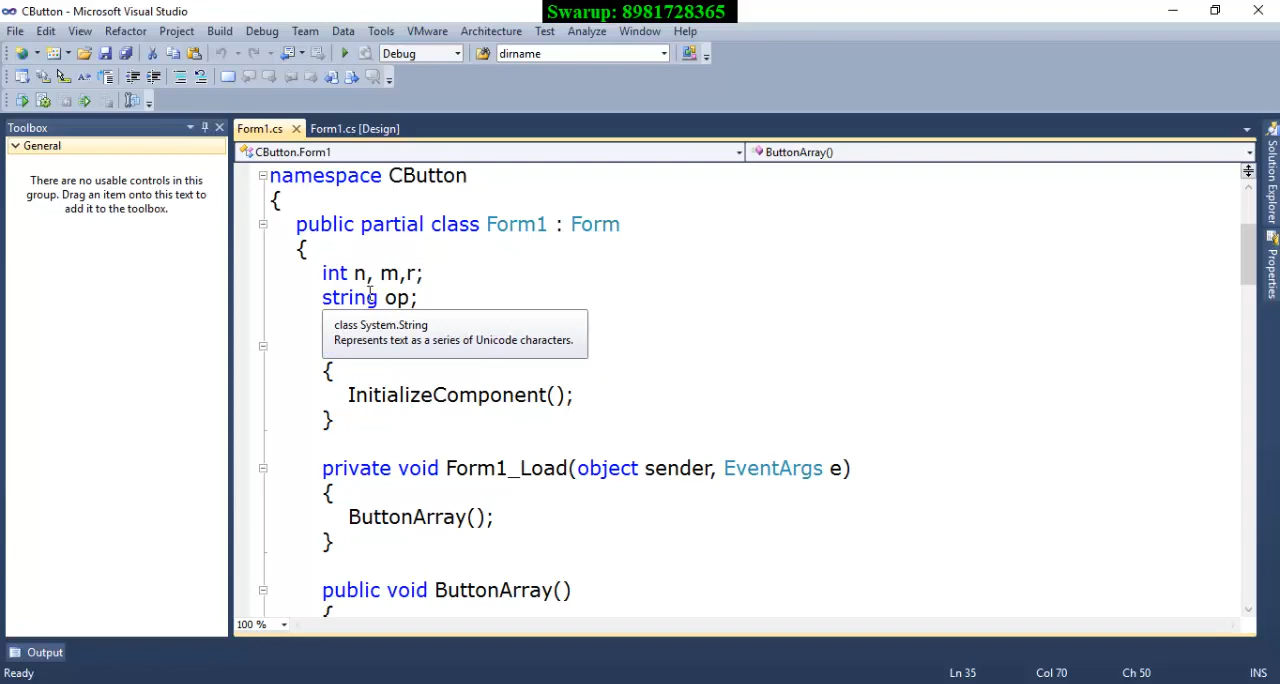 CButton - Microsoft Visual Studio
Swarup: 8981728365
File Edit View Refactor Project Build Debug Team Data Tools VMware Architecture Test Analyze Window Help
Debug dirname
Toolbox
General
There are no usable controls in this
group. Drag an item onto this text to
add it to the toolbox.
Form1.cs Form1.cs [Design]
CButton.Form1 ButtonArray()
namespace CButton
{
public partial class Form1 : Form
{
int n, m,r;
string op;
class System.String
Represents text as a series of Unicode characters.
{
InitializeComponent();
}
private void Form1_Load(object sender, EventArgs e)
{
ButtonArray();
}
public void ButtonArray()
{
100 %
Solution Explorer
Properties
Output
Ready Ln 35 Col 70 Ch 50 INS